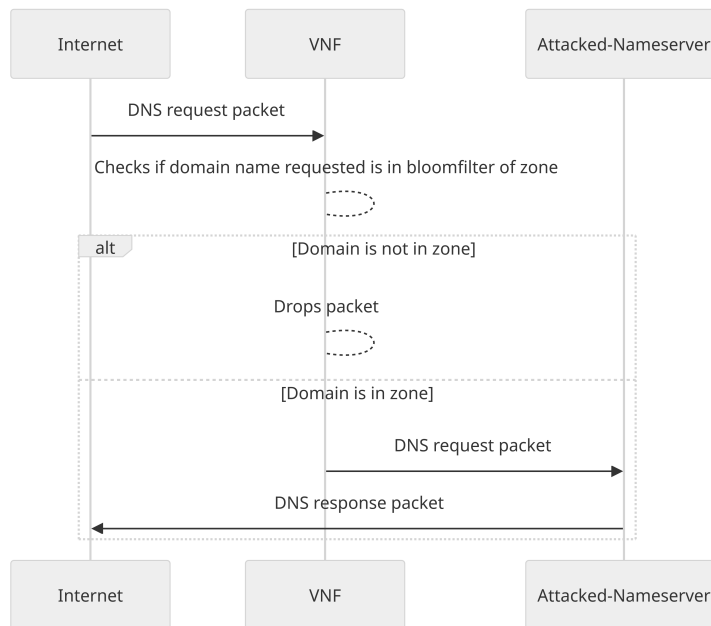 Internet
VNF
Attacked-Nameserver
DNS request packet
Checks if domain name requested is in bloomfilter of zone
alt
[Domain is not in zone]
Drops packet
[Domain is in zone]
DNS request packet
DNS response packet
Internet
VNF
Attacked-Nameserver